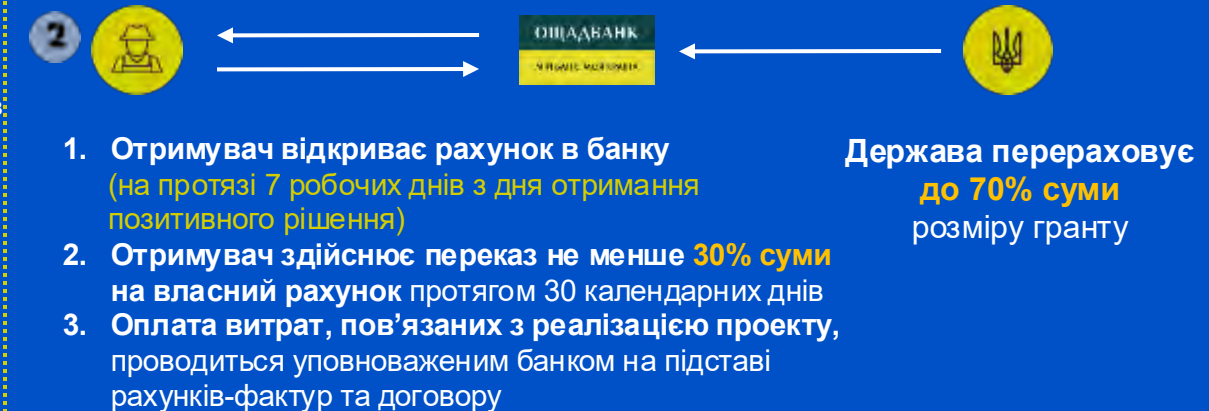 2
ОЩАДБАНК
1. Отримувач відкриває рахунок в банку
(на протязі 7 робочих днів з дня отримання
позитивного рішення)
2. Отримувач здійснює переказ не менше 30% суми
на власний рахунок протягом 30 календарних днів
3. Оплата витрат, пов’язаних з реалізацією проекту,
проводиться уповноваженим банком на підставі
рахунків-фактур та договору
Держава перераховує
до 70% суми
розміру гранту